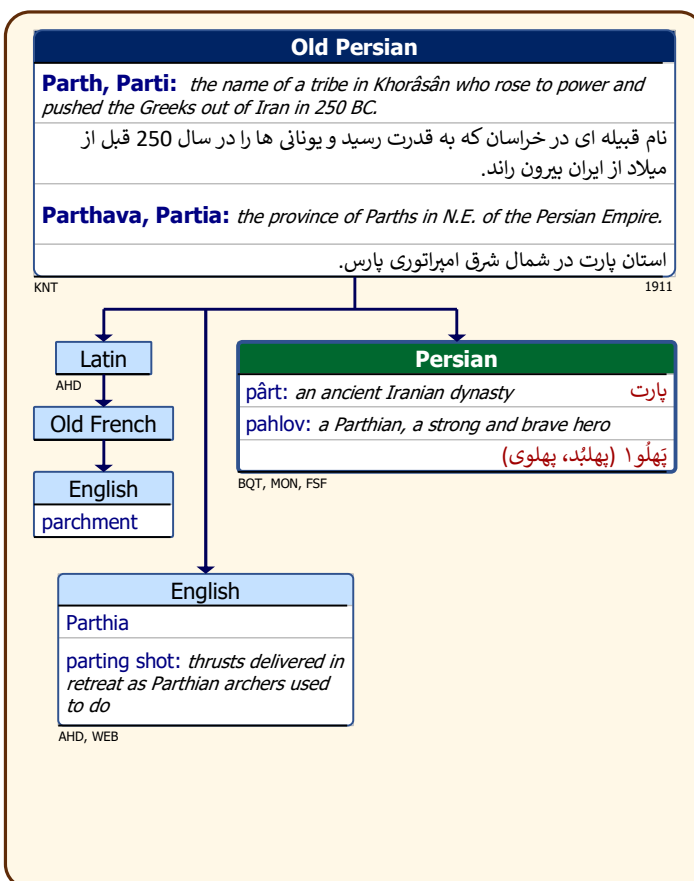 Old Persian
Parth, Parti: the name of a tribe in Khorâsân who rose to power and
pushed the Greeks out of Iran in 250 BC.
نام قبیله ای در خراسان که به قدرت رسید و یونانی ها را در سال 250 قبل از
میلاد از ایران بیرون راند.
Parthava, Partia: the province of Parths in N.E. of the Persian Empire.
استان پارت در شمال شرق امپراتوری پارس.
KNT 1911
Latin
AHD
Old French
English
parchment
Persian
pârt: an ancient Iranian dynasty پارت
pahlov: a Parthian, a strong and brave hero
پَهلُو۱ (پهلبُد، پهلوی)
BQT, MON, FSF
English
Parthia
parting shot: thrusts delivered in
retreat as Parthian archers used
to do
AHD, WEB